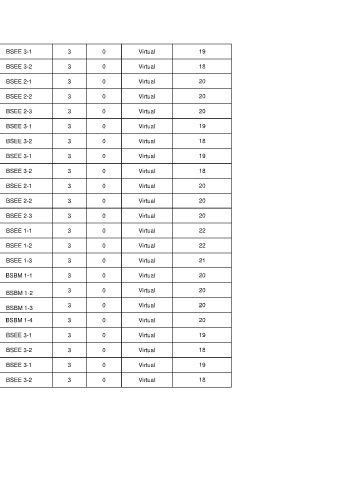 BSEE 3-1 3 0 Virtual 19
BSEE 3-2 3 0 Virtual 18
BSEE 2-1 3 0 Virtual 20
BSEE 2-2 3 0 Virtual 20
BSEE 2-3 3 0 Virtual 20
BSEE 3-1 3 0 Virtual 19
BSEE 3-2 3 0 Virtual 18
BSEE 3-1 3 0 Virtual 19
BSEE 3-2 3 0 Virtual 18
BSEE 2-1 3 0 Virtual 20
BSEE 2-2 3 0 Virtual 20
BSEE 2-3 3 0 Virtual 20
BSEE 1-1 3 0 Virtual 22
BSEE 1-2 3 0 Virtual 22
BSEE 1-3 3 0 Virtual 21
BSBM 1-1 3 0 Virtual 20
BSBM 1-2 3 0 Virtual 20
BSBM 1-3 3 0 Virtual 20
BSBM 1-4 3 0 Virtual 20
BSEE 3-1 3 0 Virtual 19
BSEE 3-2 3 0 Virtual 18
BSEE 3-1 3 0 Virtual 19
BSEE 3-2 3 0 Virtual 18